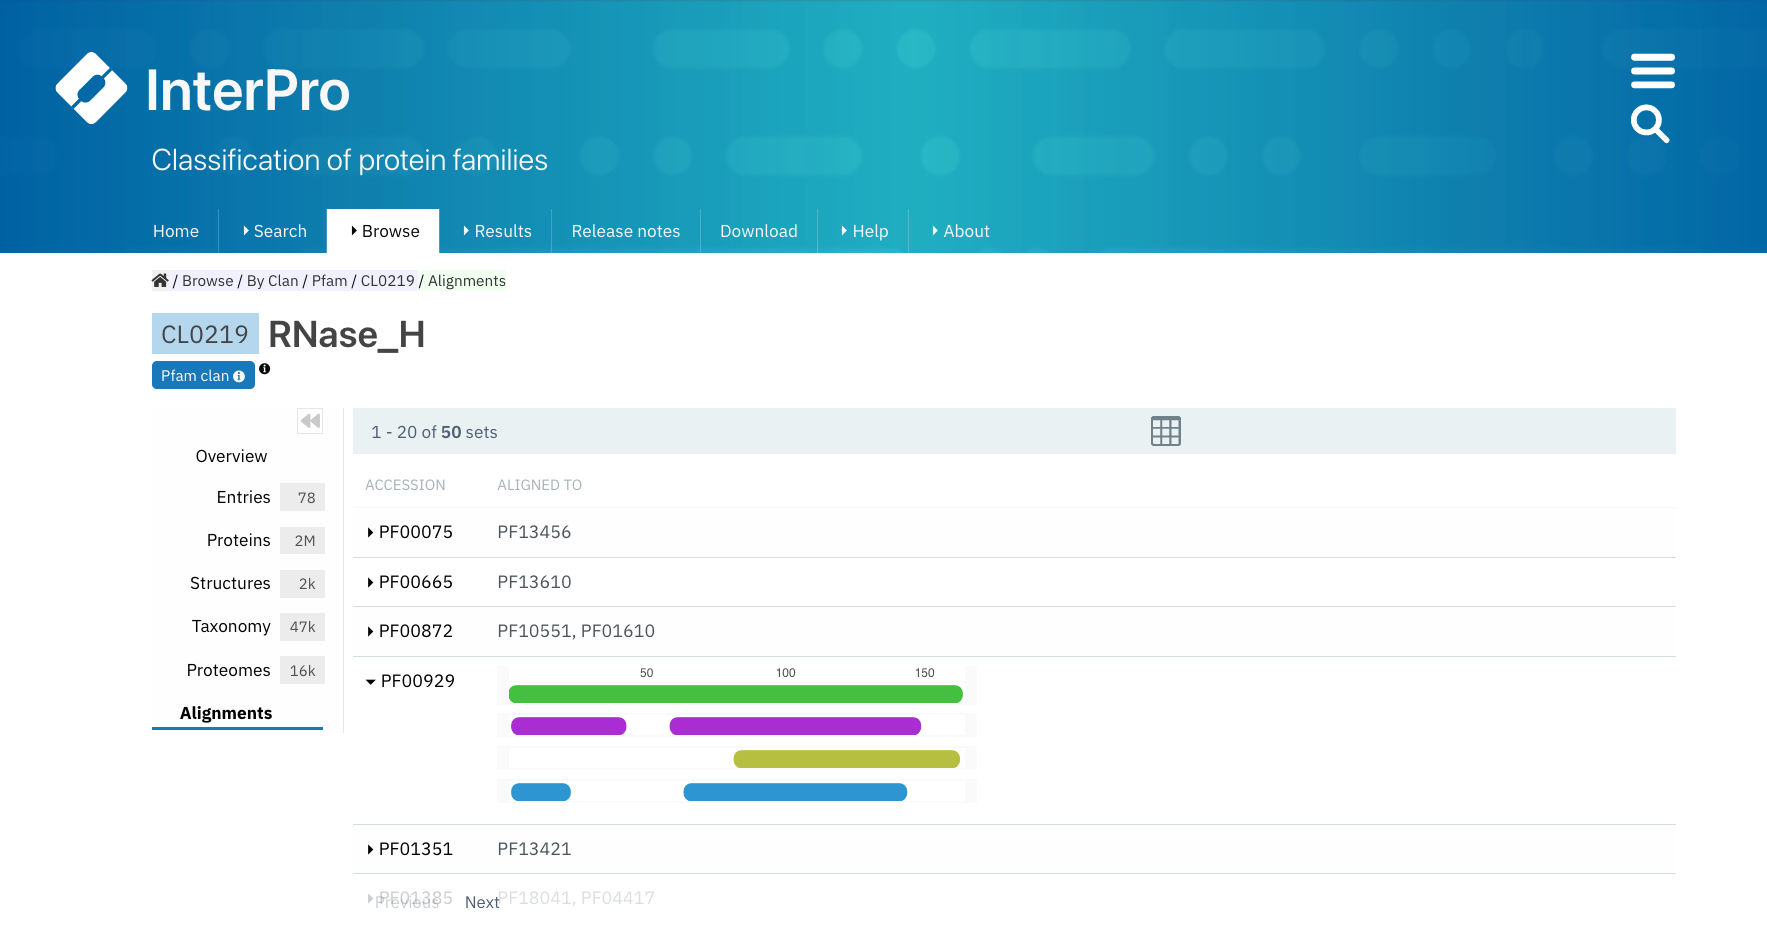 InterPro
Classification of protein families
Home Search Browse Results Release notes Download Help About
/ Browse / By Clan / Pfam / CL0219 / Alignments
CL0219 RNase_H
Pfam clan
1 - 20 of 50 sets
Overview
Entries 78
Proteins 2M
Structures 2k
Taxonomy 47k
Proteomes 16k
Alignments
ACCESSION ALIGNED TO
PF00075 PF13456
PF00665 PF13610
PF00872 PF10551, PF01610
PF00929 50 100 150
PF01351 PF13421
PF01385 PF18041, PF04417
Previous Next